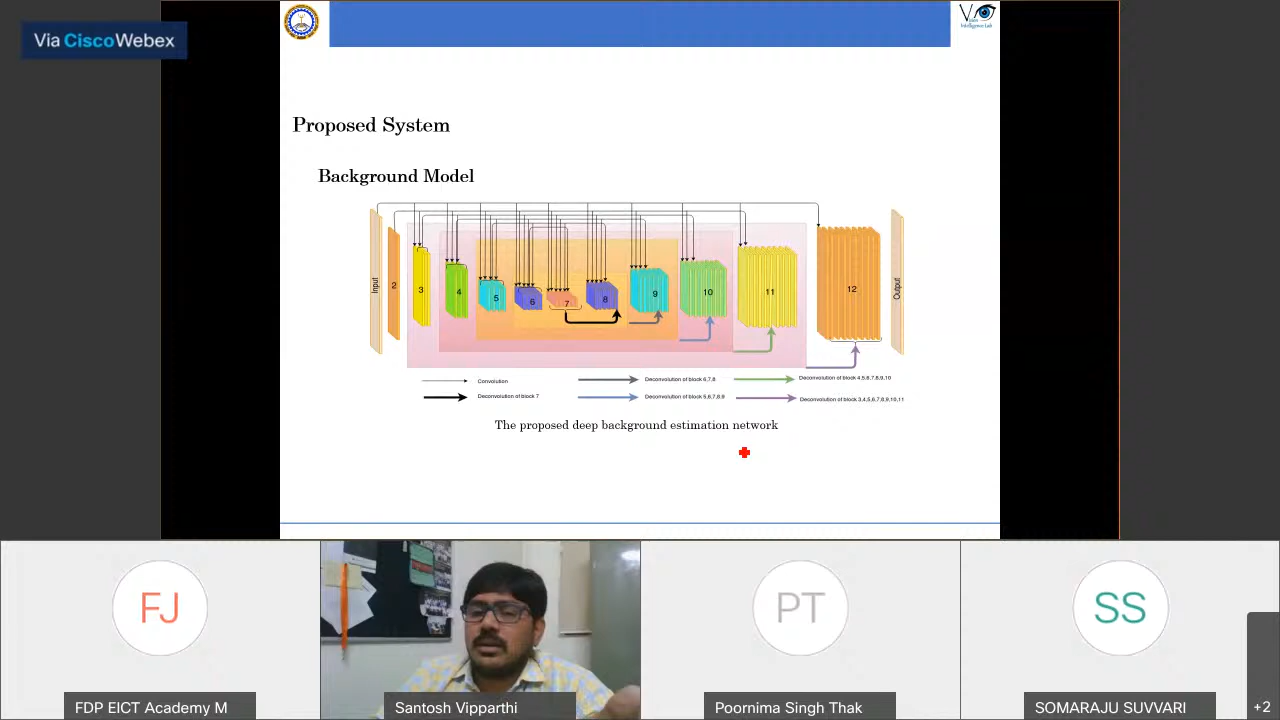 Via CiscoWebex
Vision
Intelligence Lab
Proposed System
Background Model
Input
2
3
4
5
6
7
8
9
10
11
12
Output
Convolution
Deconvolution of block 6,7,8
Deconvolution of block 4,5,6,7,8,9,10
Deconvolution of block 7
Deconvolution of block 5,6,7,8,9
Deconvolution of block 3,4,5,6,7,8,9,10,11
The proposed deep background estimation network
FJ
PT
SS
FDP EICT Academy M
Santosh Vipparthi
Poornima Singh Thak
SOMARAJU SUVVARI
+2